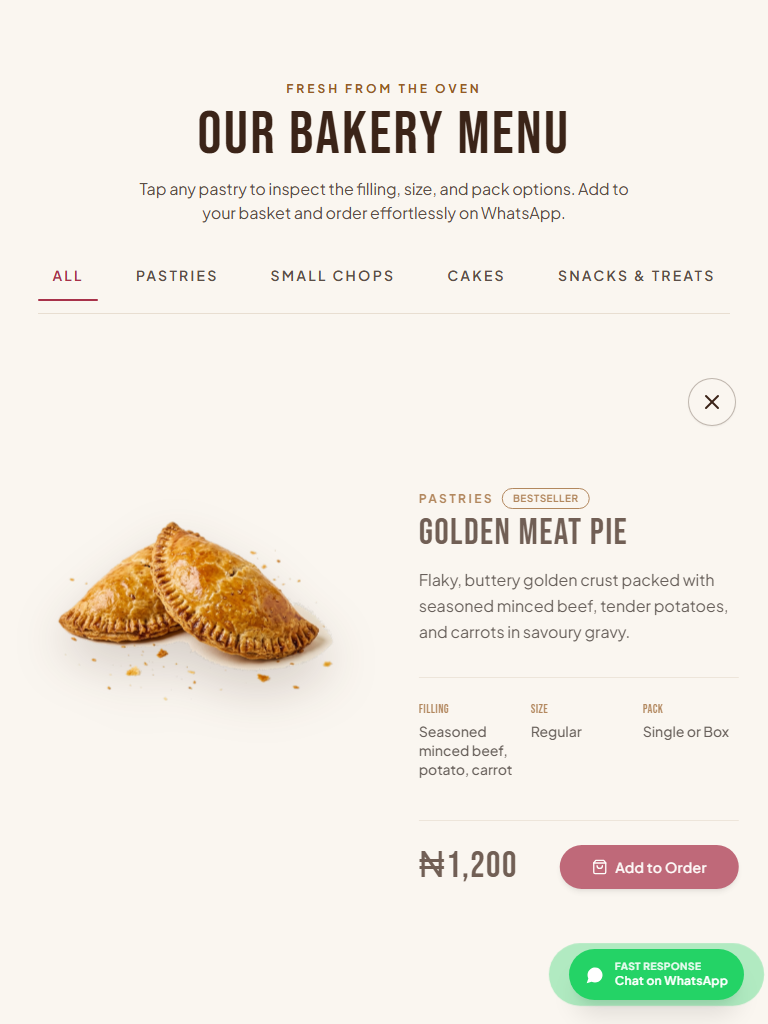 FRESH FROM THE OVEN
OUR BAKERY MENU
Tap any pastry to inspect the filling, size, and pack options. Add to
your basket and order effortlessly on WhatsApp.
ALL PASTRIES SMALL CHOPS CAKES SNACKS & TREATS
PASTRIES BESTSELLER
GOLDEN MEAT PIE
Flaky, buttery golden crust packed with
seasoned minced beef, tender potatoes,
and carrots in savoury gravy.
FILLING SIZE PACK
Seasoned Regular Single or Box
minced beef,
potato, carrot
₦1,200 Add to Order
FAST RESPONSE
Chat on WhatsApp